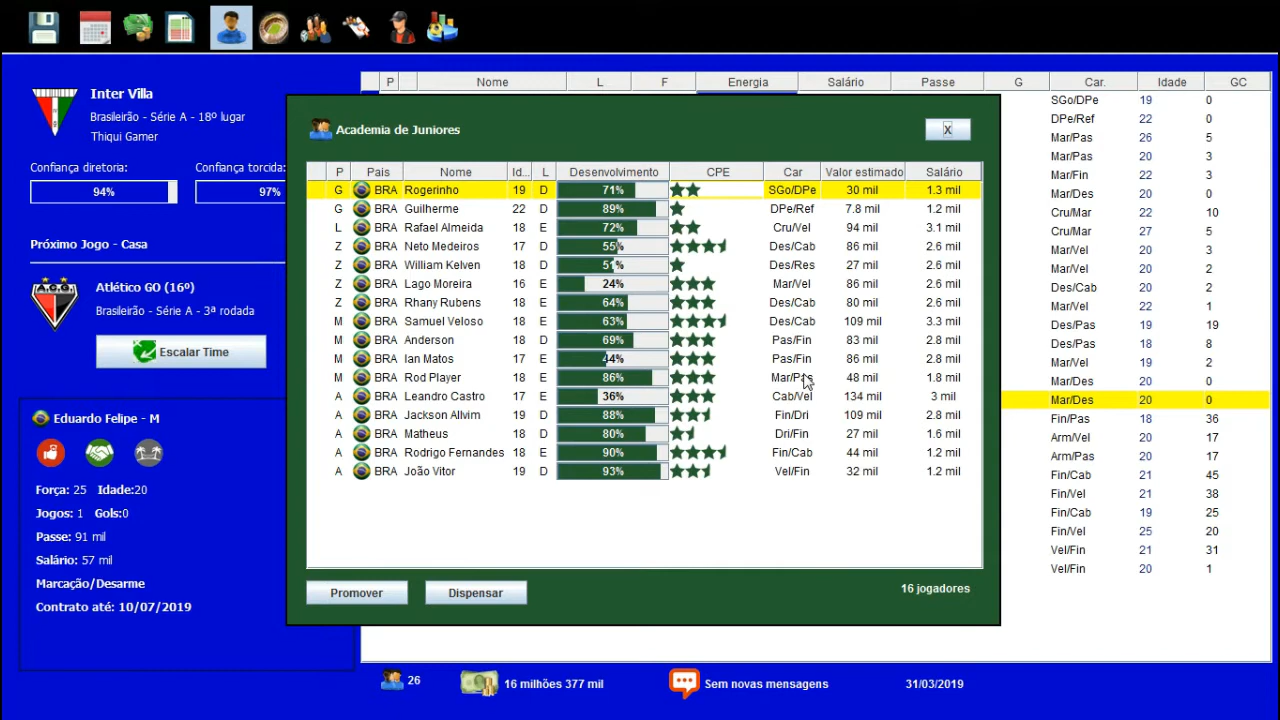 P Nome L F Energia Salário Passe G Car. Idade GC
Inter Villa
Brasileirão - Série A - 18º lugar
Thiqui Gamer
Confiança diretoria: Confiança torcida:
94% 97%
Próximo Jogo - Casa
Atlético GO (16º)
Brasileirão - Série A - 3ª rodada
Escalar Time
Eduardo Felipe - M
Força: 25 Idade:20
Jogos: 1 Gols:0
Passe: 91 mil
Salário: 57 mil
Marcação/Desarme
Contrato até: 10/07/2019
Academia de Juniores
X
P Pais Nome Id... L Desenvolvimento CPE Car Valor estimado Salário
G BRA Rogerinho 19 D 71% SGo/DPe 30 mil 1.3 mil
G BRA Guilherme 22 D 89% DPe/Ref 7.8 mil 1.2 mil
L BRA Rafael Almeida 18 E 72% Cru/Vel 94 mil 3.1 mil
Z BRA Neto Medeiros 17 D 55% Des/Cab 86 mil 2.6 mil
Z BRA William Kelven 18 D 51% Des/Res 27 mil 2.6 mil
Z BRA Lago Moreira 16 E 24% Mar/Vel 86 mil 2.6 mil
Z BRA Rhany Rubens 18 E 64% Des/Cab 80 mil 2.6 mil
M BRA Samuel Veloso 18 E 63% Des/Cab 109 mil 3.3 mil
M BRA Anderson 18 D 69% Pas/Fin 83 mil 2.8 mil
M BRA Ian Matos 17 E 44% Pas/Fin 86 mil 2.8 mil
M BRA Rod Player 18 E 86% Mar/Pas 48 mil 1.8 mil
A BRA Leandro Castro 17 E 36% Cab/Vel 134 mil 3 mil
A BRA Jackson Allvim 19 D 88% Fin/Dri 109 mil 2.8 mil
A BRA Matheus 18 D 80% Dri/Fin 27 mil 1.6 mil
A BRA Rodrigo Fernandes 18 E 90% Fin/Cab 44 mil 1.2 mil
A BRA João Vitor 19 D 93% Vel/Fin 32 mil 1.2 mil
Promover Dispensar 16 jogadores
SGo/DPe 19 0
DPe/Ref 22 0
Mar/Pas 26 5
Mar/Pas 20 3
Mar/Fin 22 3
Mar/Des 20 0
Cru/Mar 22 10
Cru/Mar 27 5
Mar/Vel 20 3
Mar/Vel 20 2
Des/Cab 20 2
Mar/Vel 22 1
Des/Pas 19 19
Des/Pas 18 8
Mar/Vel 19 2
Mar/Des 20 0
Mar/Des 20 0
Fin/Pas 18 36
Arm/Vel 20 17
Arm/Pas 20 17
Fin/Cab 21 45
Fin/Vel 21 38
Fin/Cab 19 25
Fin/Vel 25 20
Vel/Fin 21 31
Vel/Fin 20 1
26 16 milhões 377 mil Sem novas mensagens 31/03/2019